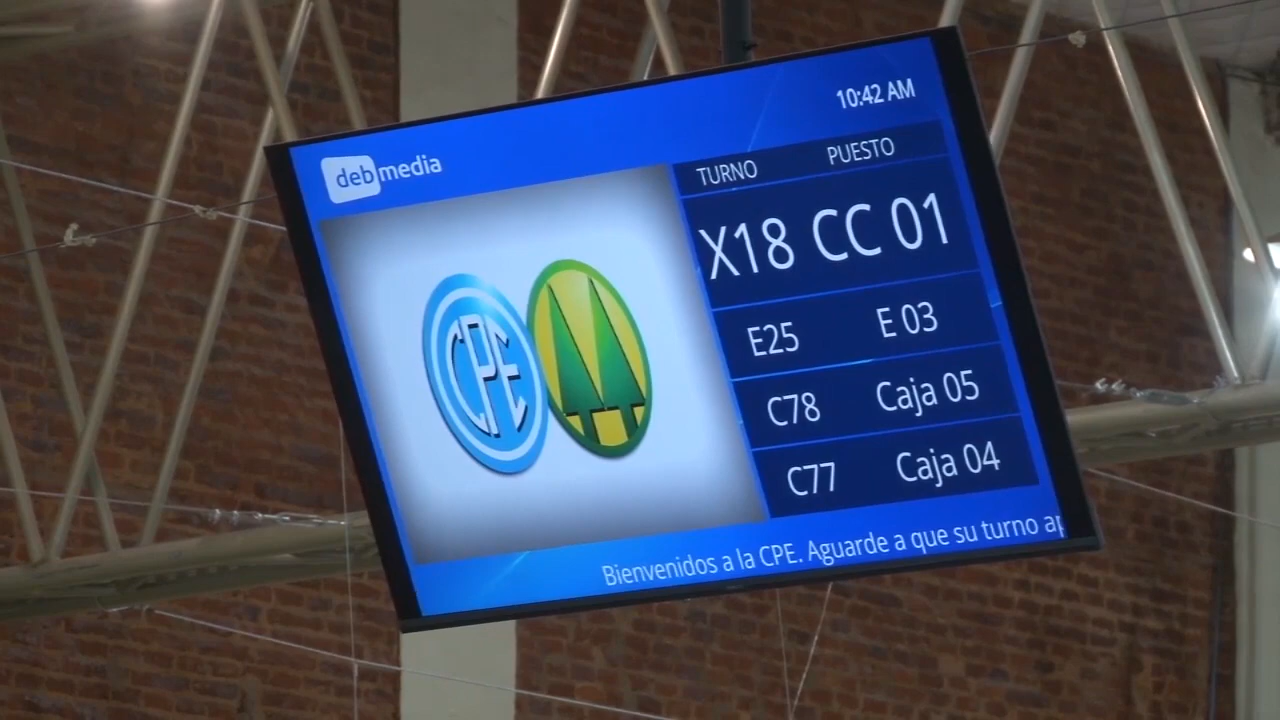 10:42 AM
debmedia
TURNO PUESTO
X18 CC 01
E25 E 03
C78 Caja 05
C77 Caja 04
CPE
Bienvenidos a la CPE. Aguarde a que su turno